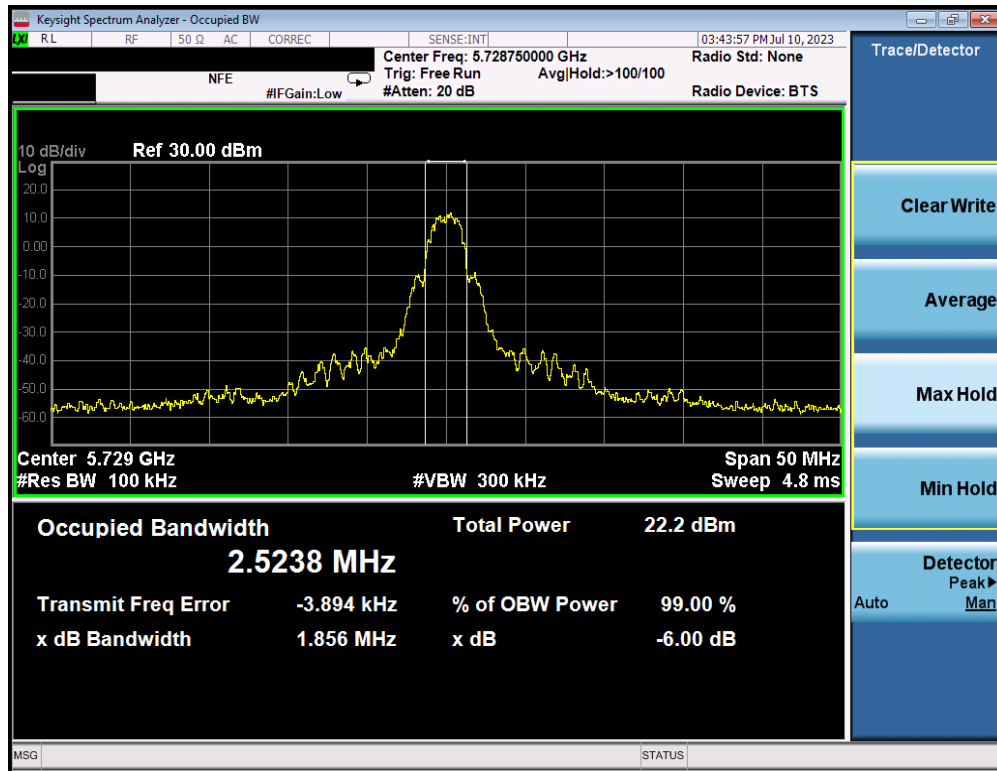 Keysight Spectrum Analyzer - Occupied BW
LXI RL RF 50 Ω AC CORREC SENSE:INT 03:43:57 PM Jul 10, 2023
Center Freq: 5.728750000 GHz Radio Std: None
NFE Trig: Free Run Avg|Hold:>100/100
#IFGain:Low #Atten: 20 dB Radio Device: BTS
Trace/Detector
10 dB/div Ref 30.00 dBm
Log
20.0
10.0
0.00
-10.0
-20.0
-30.0
-40.0
-50.0
-60.0
Center 5.729 GHz Span 50 MHz
#Res BW 100 kHz #VBW 300 kHz Sweep 4.8 ms
Occupied Bandwidth Total Power 22.2 dBm
2.5238 MHz
Transmit Freq Error -3.894 kHz % of OBW Power 99.00 %
x dB Bandwidth 1.856 MHz x dB -6.00 dB
Clear Write
Average
Max Hold
Min Hold
Detector
Peak▶
Auto Man
MSG STATUS